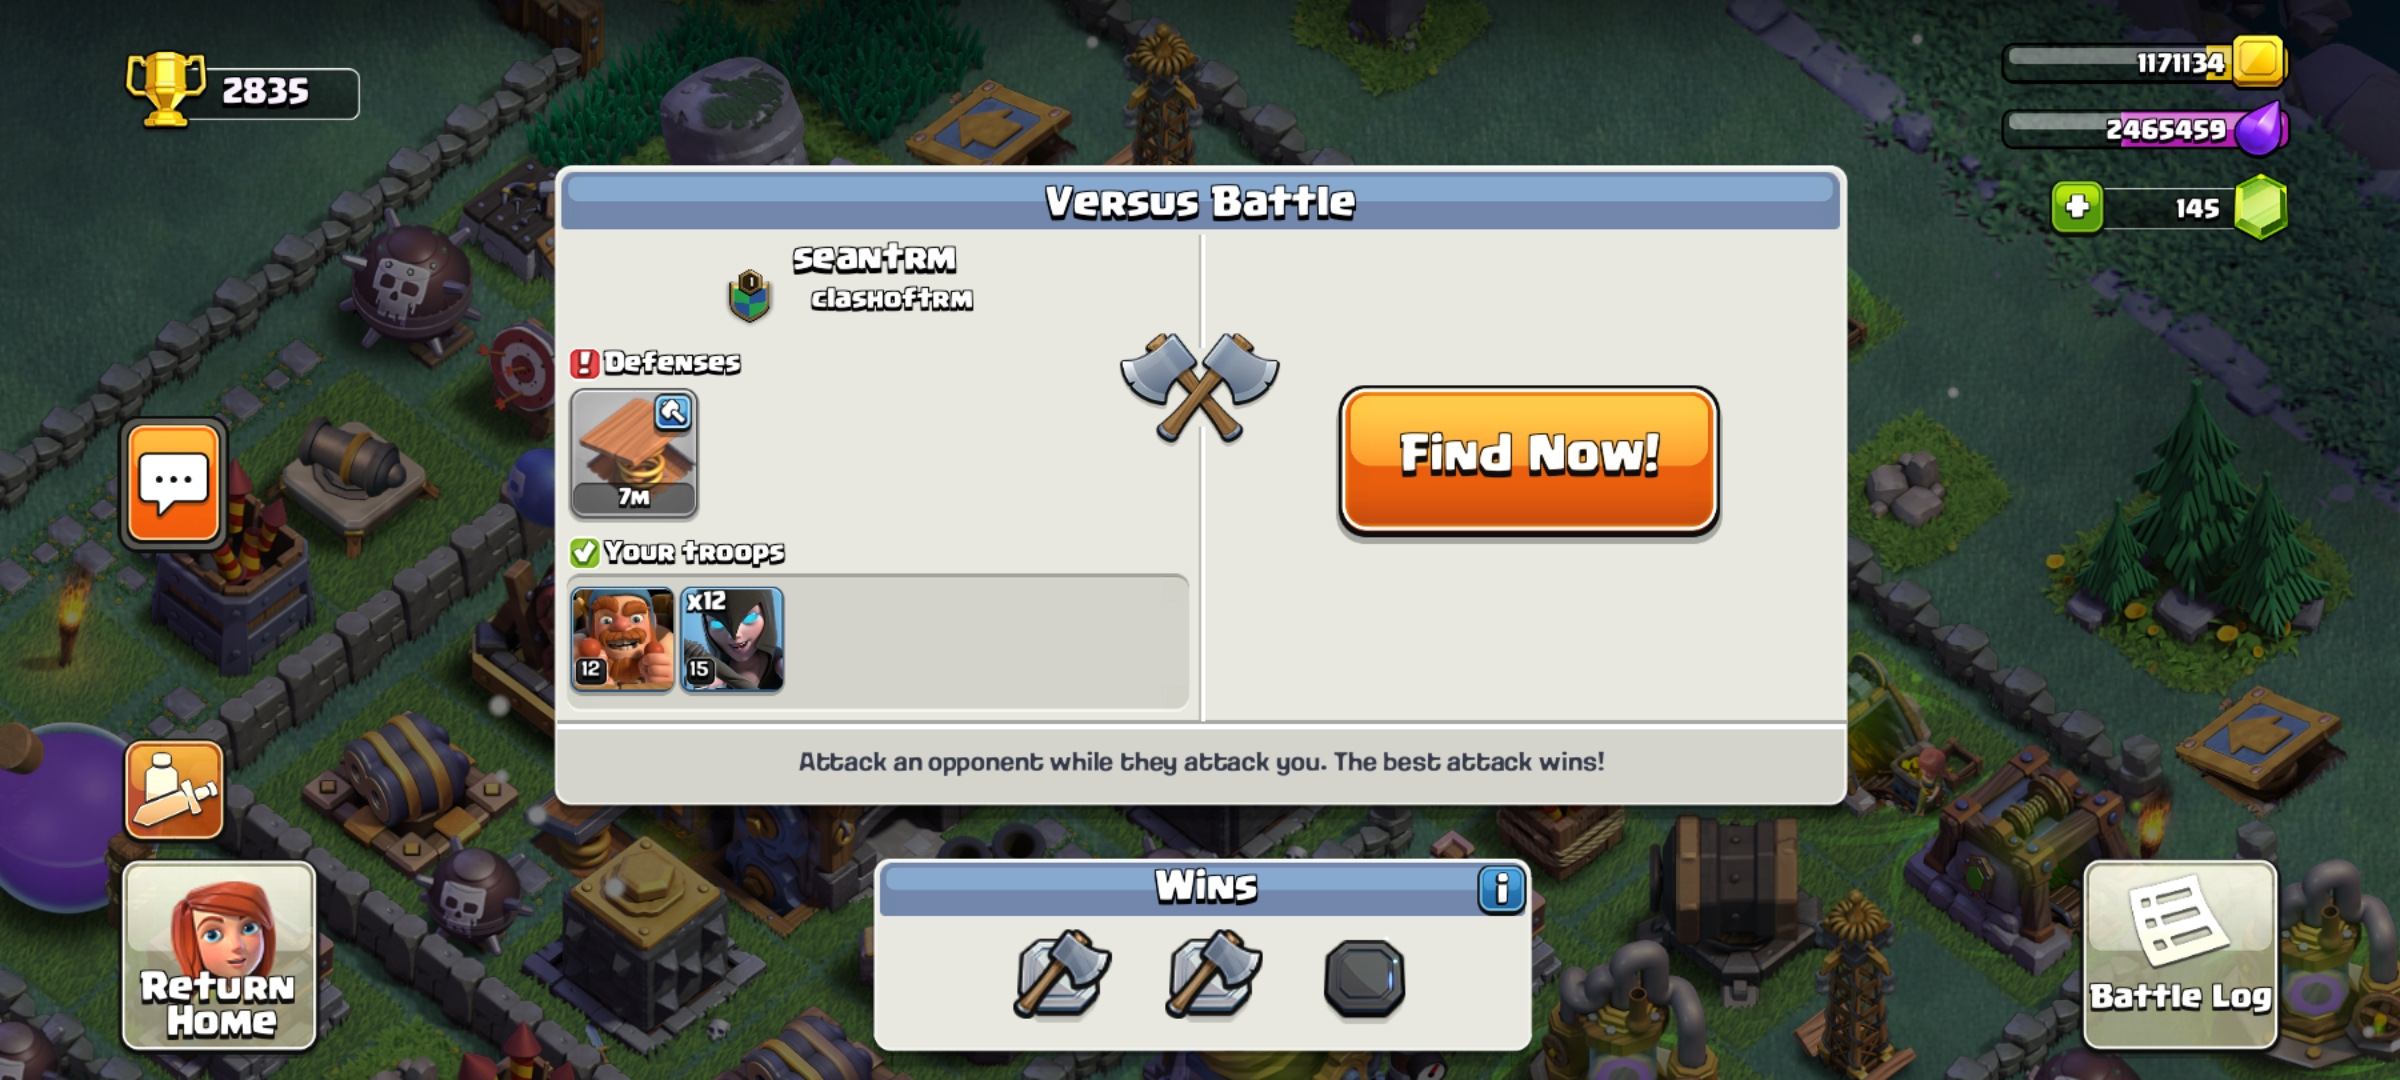 2835
1171134
2465459
145
Versus Battle
seantrm
clashoftrm
Defenses
7M
Your troops
12
x12
15
Find Now!
Attack an opponent while they attack you. The best attack wins!
Wins
Return
Home
Battle Log